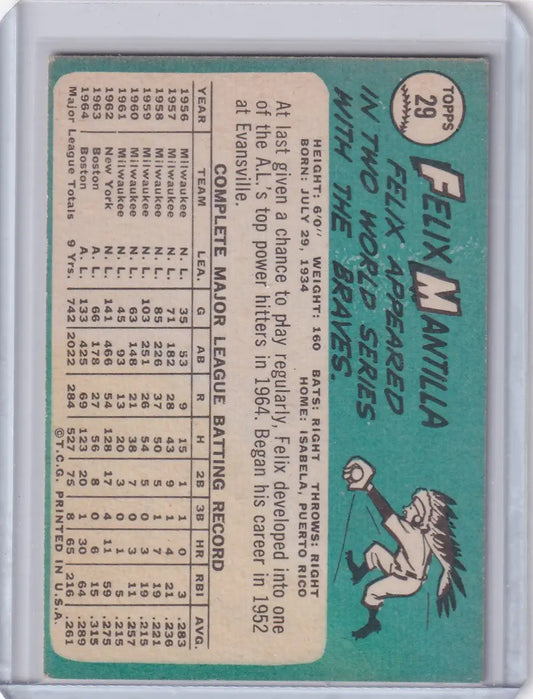 TOPPS
29
FELIX MANTILLA
FELIX APPEARED
IN TWO WORLD SERIES
WITH THE BRAVES.
HEIGHT: 6'0" WEIGHT: 160 BATS: RIGHT THROWS: RIGHT
BORN: JULY 29, 1934 HOME: ISABELA, PUERTO RICO
At last given a chance to play regularly, Felix developed into one
of the A.L.'s top power hitters in 1964. Began his career in 1952
at Evansville.
COMPLETE MAJOR LEAGUE BATTING RECORD
YEAR TEAM LEA. G AB R H 2B 3B HR RBI AVG.
1956 Milwaukee N. L. 35 53 9 15 1 1 0 3 .283
1957 Milwaukee N. L. 71 182 28 43 9 1 4 21 .236
1958 Milwaukee N. L. 85 226 37 50 5 1 7 19 .221
1959 Milwaukee N. L. 103 251 26 54 5 0 3 19 .215
1960 Milwaukee N. L. 63 148 21 38 7 0 3 11 .257
1961 Milwaukee N. L. 45 93 13 20 3 0 1 5 .215
1962 New York N. L. 141 466 54 128 17 4 11 59 .275
1963 Boston A. L. 66 178 27 56 8 0 6 15 .315
1964 Boston A. L. 133 425 69 123 20 1 30 64 .289
Major League Totals 9 Yrs. 742 2022 284 527 75 8 65 216 .261
©T.C.G. PRINTED IN U.S.A.